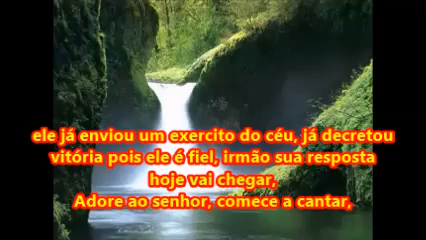 ele já enviou um exercito do céu, já decretou
vitória pois ele é fiel, irmão sua resposta
hoje vai chegar,
Adore ao senhor, comece a cantar,